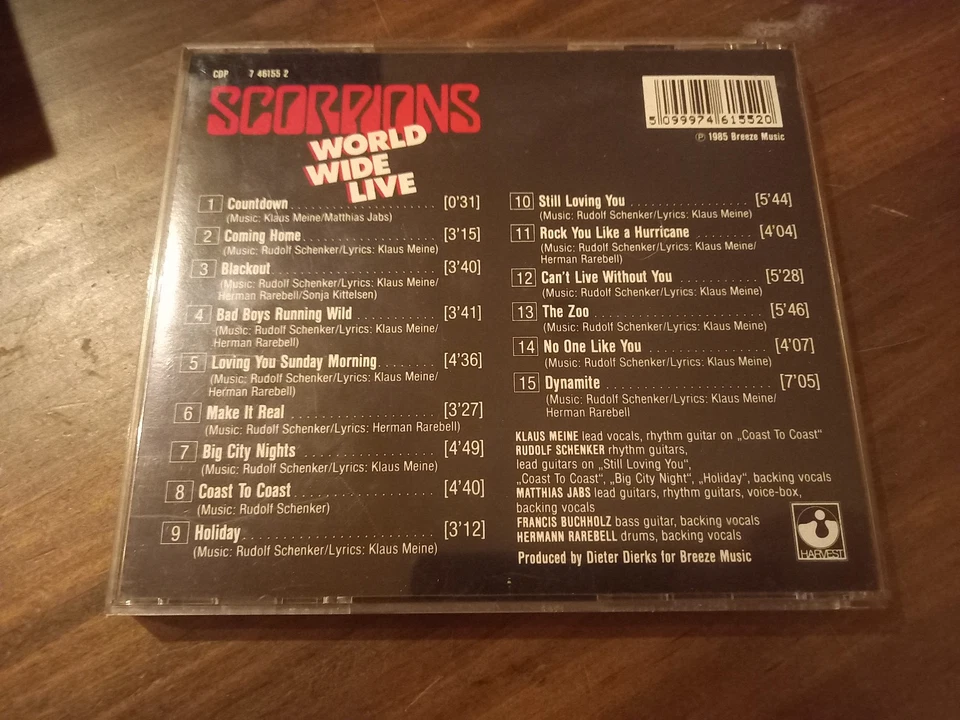 CDP 7 46155 2
SCORPIONS
WORLD
WIDE
LIVE
5 099974 615520
Ⓟ 1985 Breeze Music
1 Countdown . . . . . . . . . . . . . . . . . . . . [0'31]
(Music: Klaus Meine/Matthias Jabs)
2 Coming Home . . . . . . . . . . . . . . . . . . [3'15]
(Music: Rudolf Schenker/Lyrics: Klaus Meine)
3 Blackout . . . . . . . . . . . . . . . . . . . . . . [3'40]
(Music: Rudolf Schenker/Lyrics: Klaus Meine/
Herman Rarebell/Sonja Kittelsen)
4 Bad Boys Running Wild . . . . . . . . . . . [3'41]
(Music: Rudolf Schenker/Lyrics: Klaus Meine/
Herman Rarebell)
5 Loving You Sunday Morning . . . . . . . . [4'36]
(Music: Rudolf Schenker/Lyrics: Klaus Meine/
Herman Rarebell)
6 Make It Real . . . . . . . . . . . . . . . . . . . [3'27]
(Music: Rudolf Schenker/Lyrics: Herman Rarebell)
7 Big City Nights . . . . . . . . . . . . . . . . . [4'49]
(Music: Rudolf Schenker/Lyrics: Klaus Meine)
8 Coast To Coast . . . . . . . . . . . . . . . . . [4'40]
(Music: Rudolf Schenker)
9 Holiday . . . . . . . . . . . . . . . . . . . . . . . [3'12]
(Music: Rudolf Schenker/Lyrics: Klaus Meine)
10 Still Loving You . . . . . . . . . . . . . . . . [5'44]
(Music: Rudolf Schenker/Lyrics: Klaus Meine)
11 Rock You Like a Hurricane . . . . . . . . [4'04]
(Music: Rudolf Schenker/Lyrics: Klaus Meine/
Herman Rarebell)
12 Can't Live Without You . . . . . . . . . . . [5'28]
(Music: Rudolf Schenker/Lyrics: Klaus Meine)
13 The Zoo . . . . . . . . . . . . . . . . . . . . . . [5'46]
(Music: Rudolf Schenker/Lyrics: Klaus Meine)
14 No One Like You . . . . . . . . . . . . . . . [4'07]
(Music: Rudolf Schenker/Lyrics: Klaus Meine)
15 Dynamite . . . . . . . . . . . . . . . . . . . . . [7'05]
(Music: Rudolf Schenker/Lyrics: Klaus Meine/
Herman Rarebell
KLAUS MEINE lead vocals, rhythm guitar on „Coast To Coast“
RUDOLF SCHENKER rhythm guitars,
lead guitars on „Still Loving You“,
„Coast To Coast“, „Big City Night“, „Holiday“, backing vocals
MATTHIAS JABS lead guitars, rhythm guitars, voice-box,
backing vocals
FRANCIS BUCHHOLZ bass guitar, backing vocals
HERMANN RAREBELL drums, backing vocals
Produced by Dieter Dierks for Breeze Music
HARVEST